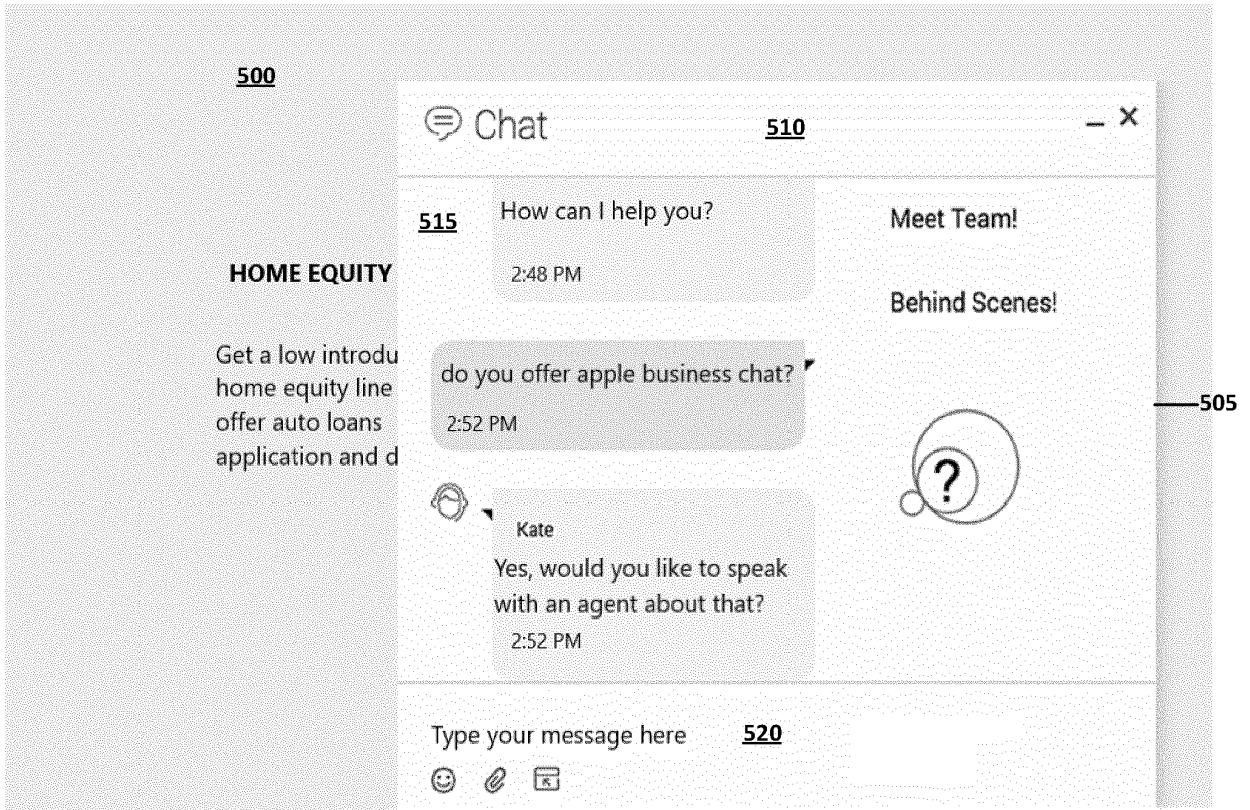 500
Chat
510
515
How can I help you?
2:48 PM
Meet Team!
HOME EQUITY
Behind Scenes!
Get a low introdu
home equity line
offer auto loans
application and d
do you offer apple business chat?
2:52 PM
505
?
Kate
Yes, would you like to speak
with an agent about that?
2:52 PM
Type your message here
520